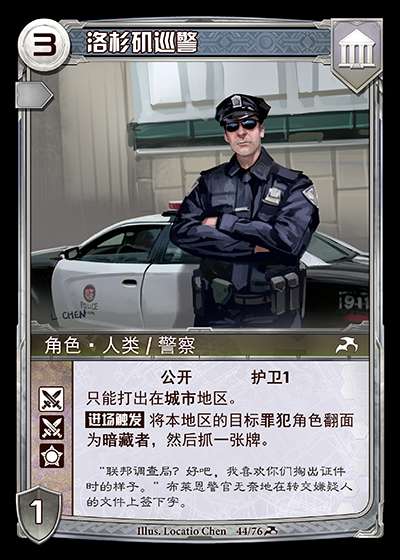 3
洛杉矶巡警
POLICE
CHEN
911
角色·人类 / 警察
公开 护卫1
只能打出在城市地区。
进场触发 将本地区的目标罪犯角色翻面
为暗藏者，然后抓一张牌。
“联邦调查局？好吧，我喜欢你们掏出证件
时的样子。”布莱恩警官无奈地在转交嫌疑人
的文件上签下字。
1
Illus. Locatio Chen 44/76